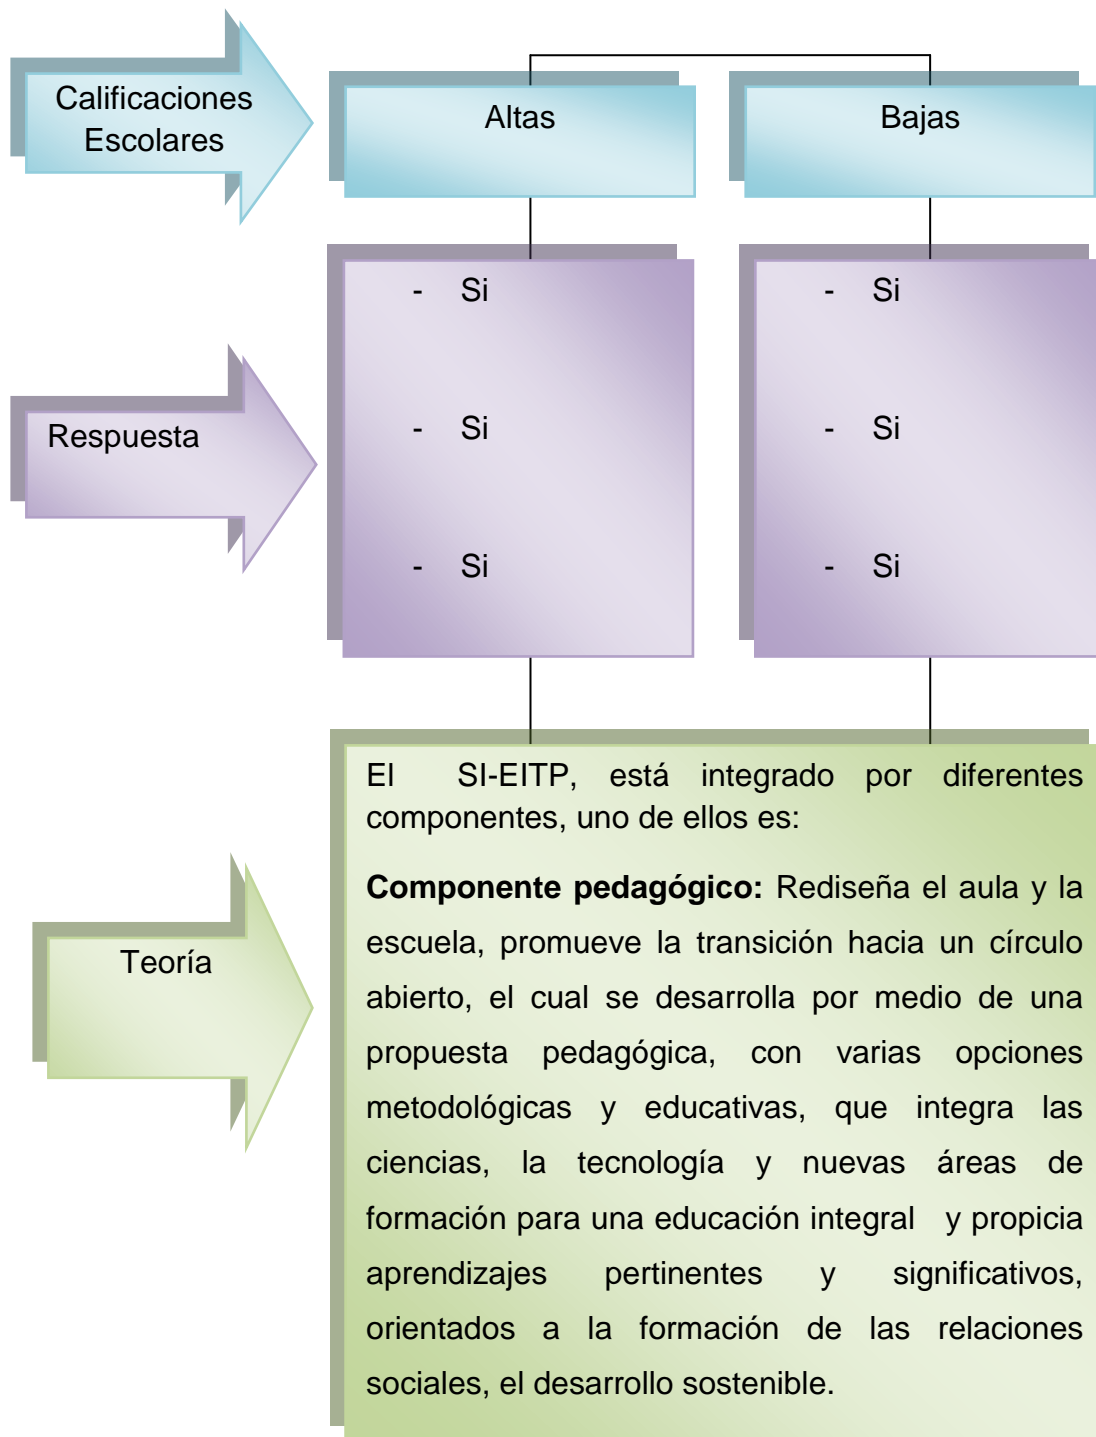 Calificaciones
Escolares
Altas
Bajas
Respuesta
- Si
- Si
- Si
- Si
- Si
- Si
Teoría
El SI-EITP, está integrado por diferentes
componentes, uno de ellos es:
Componente pedagógico: Rediseña el aula y la
escuela, promueve la transición hacia un círculo
abierto, el cual se desarrolla por medio de una
propuesta pedagógica, con varias opciones
metodológicas y educativas, que integra las
ciencias, la tecnología y nuevas áreas de
formación para una educación integral y propicia
aprendizajes pertinentes y significativos,
orientados a la formación de las relaciones
sociales, el desarrollo sostenible.